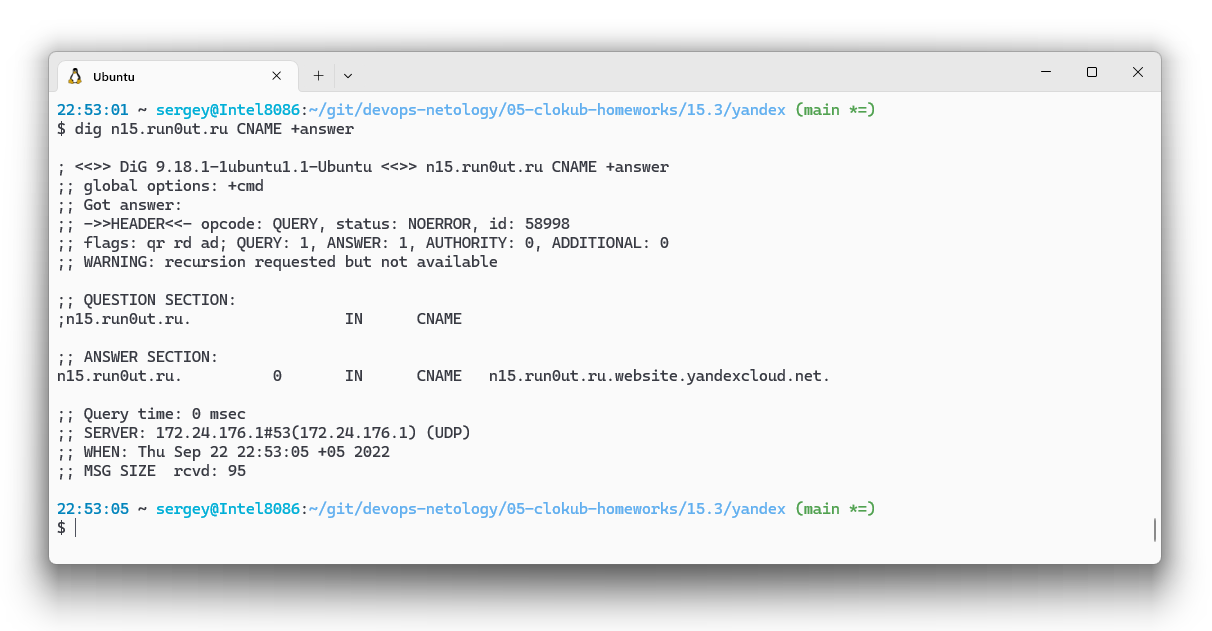 Ubuntu
22:53:01 ~ sergey@Intel8086:~/git/devops-netology/05-clokub-homeworks/15.3/yandex (main *=)
$ dig n15.run0ut.ru CNAME +answer
; <<>> DiG 9.18.1-1ubuntu1.1-Ubuntu <<>> n15.run0ut.ru CNAME +answer
;; global options: +cmd
;; Got answer:
;; ->>HEADER<<- opcode: QUERY, status: NOERROR, id: 58998
;; flags: qr rd ad; QUERY: 1, ANSWER: 1, AUTHORITY: 0, ADDITIONAL: 0
;; WARNING: recursion requested but not available
;; QUESTION SECTION:
;n15.run0ut.ru. IN CNAME
;; ANSWER SECTION:
n15.run0ut.ru. 0 IN CNAME n15.run0ut.ru.website.yandexcloud.net.
;; Query time: 0 msec
;; SERVER: 172.24.176.1#53(172.24.176.1) (UDP)
;; WHEN: Thu Sep 22 22:53:05 +05 2022
;; MSG SIZE rcvd: 95
22:53:05 ~ sergey@Intel8086:~/git/devops-netology/05-clokub-homeworks/15.3/yandex (main *=)
$